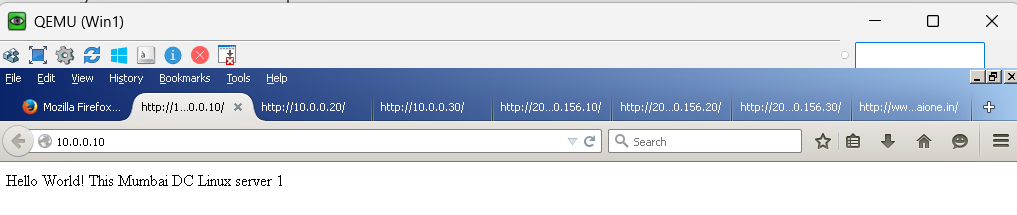 QEMU (Win1)
a
File Edit View History Bookmarks Tools Help
Mozilla Firefox... http://1...0.0.10/ http://10.0.0.20/ http://10.0.0.30/ http://20...0.156.10/ http://20...0.156.20/ http://20...0.156.30/ http://ww...aione.in/
10.0.0.10 Search
Hello World! This Mumbai DC Linux server 1